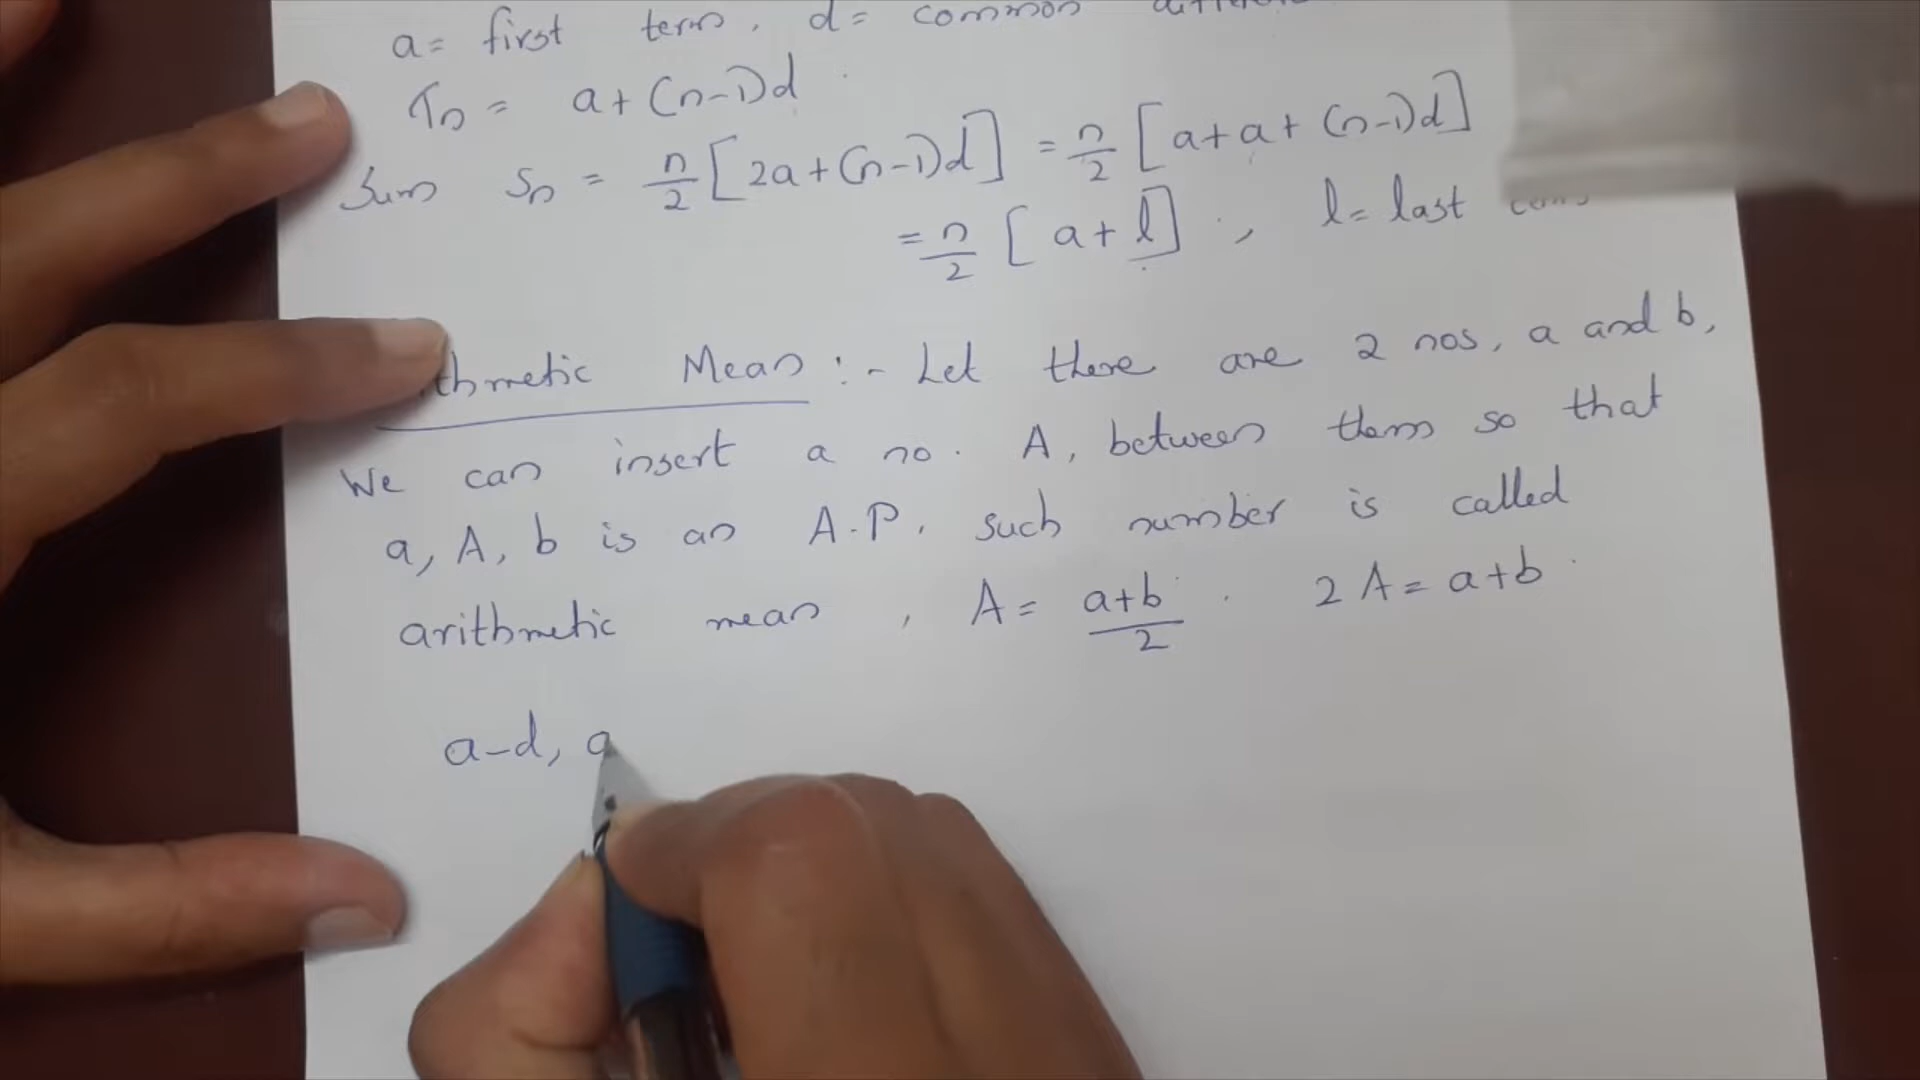 a = first term, d = common
Tn = a + (n-1)d
Sum Sn = n/2 [2a + (n-1)d] = n/2 [a + a + (n-1)d]
= n/2 [a + l] , l = last
thmetic Mean :- Let there are 2 nos, a and b,
We can insert a no. A, between them so that
a, A, b is an A.P. such number is called
arithmetic mean , A = a+b/2 . 2A = a+b
a-d, a